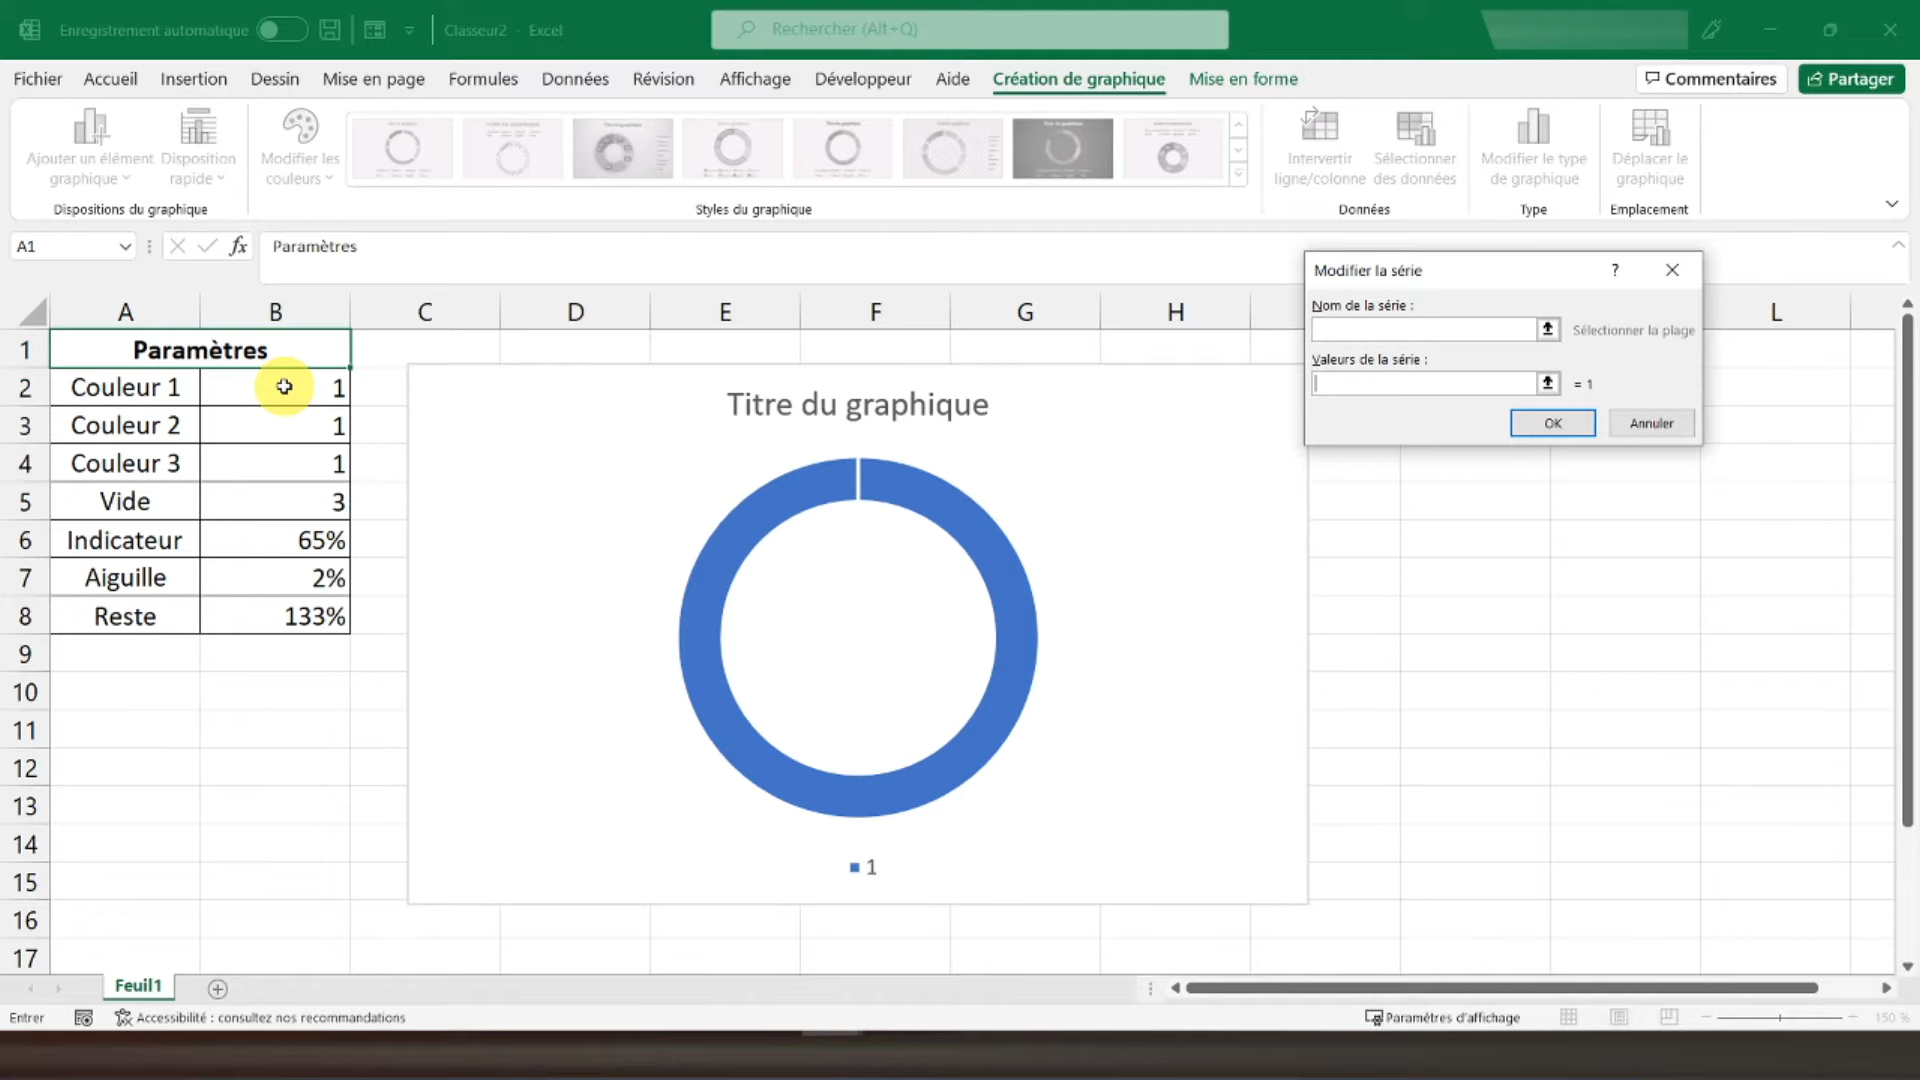 Enregistrement automatique
Classeur2 - Excel
Rechercher (Alt+Q)
Fichier Accueil Insertion Dessin Mise en page Formules Données Révision Affichage Développeur Aide Création de graphique Mise en forme
Commentaires
Partager
Ajouter un élément graphique
Disposition rapide
Modifier les couleurs
Intervertir ligne/colonne
Sélectionner des données
Modifier le type de graphique
Déplacer le graphique
Dispositions du graphique
Styles du graphique
Données
Type
Emplacement
A1
fx
Paramètres
Modifier la série
?
Nom de la série :
Sélectionner la plage
Valeurs de la série :
= 1
OK
Annuler
A B C D E F G H L
1 Paramètres
2 Couleur 1 1
3 Couleur 2 1
4 Couleur 3 1
5 Vide 3
6 Indicateur 65%
7 Aiguille 2%
8 Reste 133%
9
10
11
12
13
14
15
16
17
Titre du graphique
1
Feuil1
Entrer
Accessibilité : consultez nos recommandations
Paramètres d'affichage
150 %